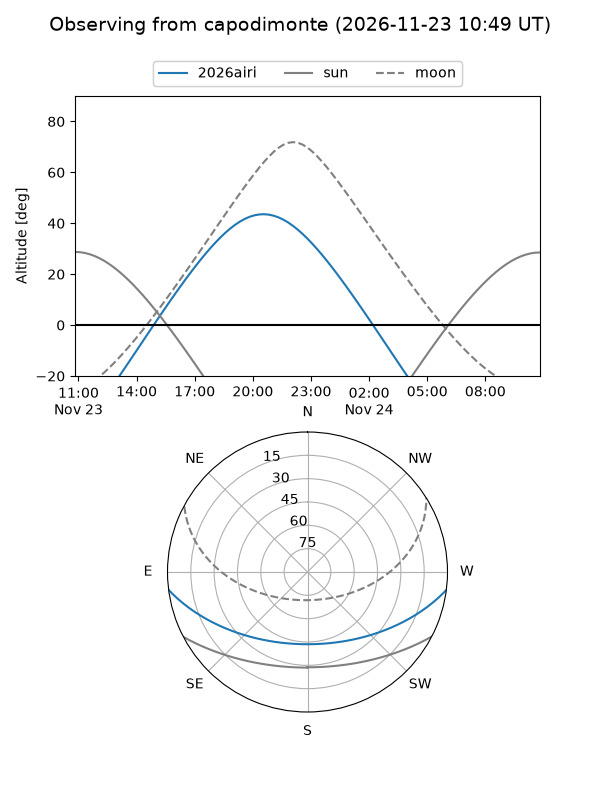 Observing from capodimonte (2026-11-23 10:49 UT)
2026airi sun moon
Altitude [deg]
80
60
40
20
0
−20
11:00 14:00 17:00 20:00 23:00 02:00 05:00 08:00
Nov 23 Nov 24
N
NE NW
15
30
45
60
75
E W
SE SW
S